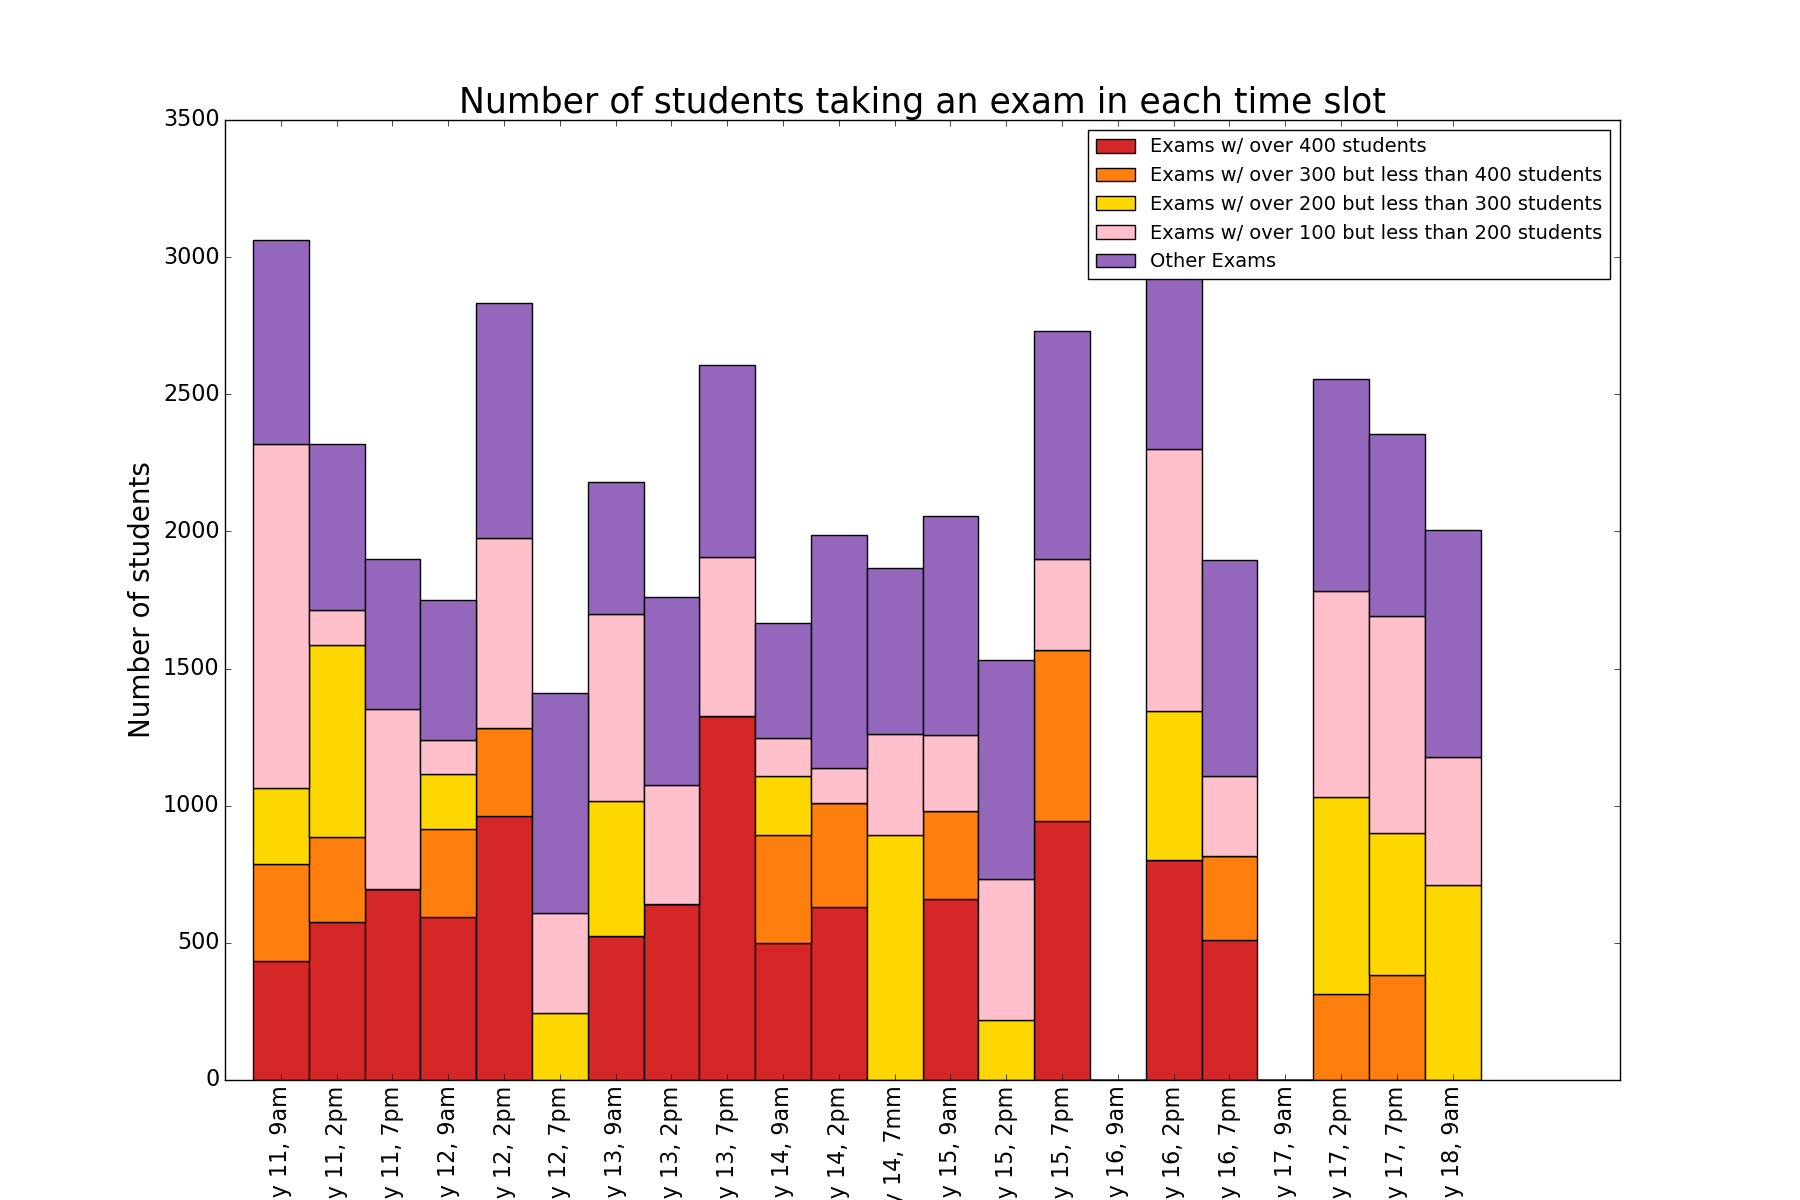 Number of students taking an exam in each time slot
Exams w/ over 400 students
Exams w/ over 300 but less than 400 students
Exams w/ over 200 but less than 300 students
Exams w/ over 100 but less than 200 students
Other Exams
Number of students
3500
3000
2500
2000
1500
1000
500
0
y 11, 9am
y 11, 2pm
y 11, 7pm
y 12, 9am
y 12, 2pm
y 12, 7pm
y 13, 9am
y 13, 2pm
y 13, 7pm
y 14, 9am
y 14, 2pm
y 14, 7mm
y 15, 9am
y 15, 2pm
y 15, 7pm
y 16, 9am
y 16, 2pm
y 16, 7pm
y 17, 9am
y 17, 2pm
y 17, 7pm
y 18, 9am